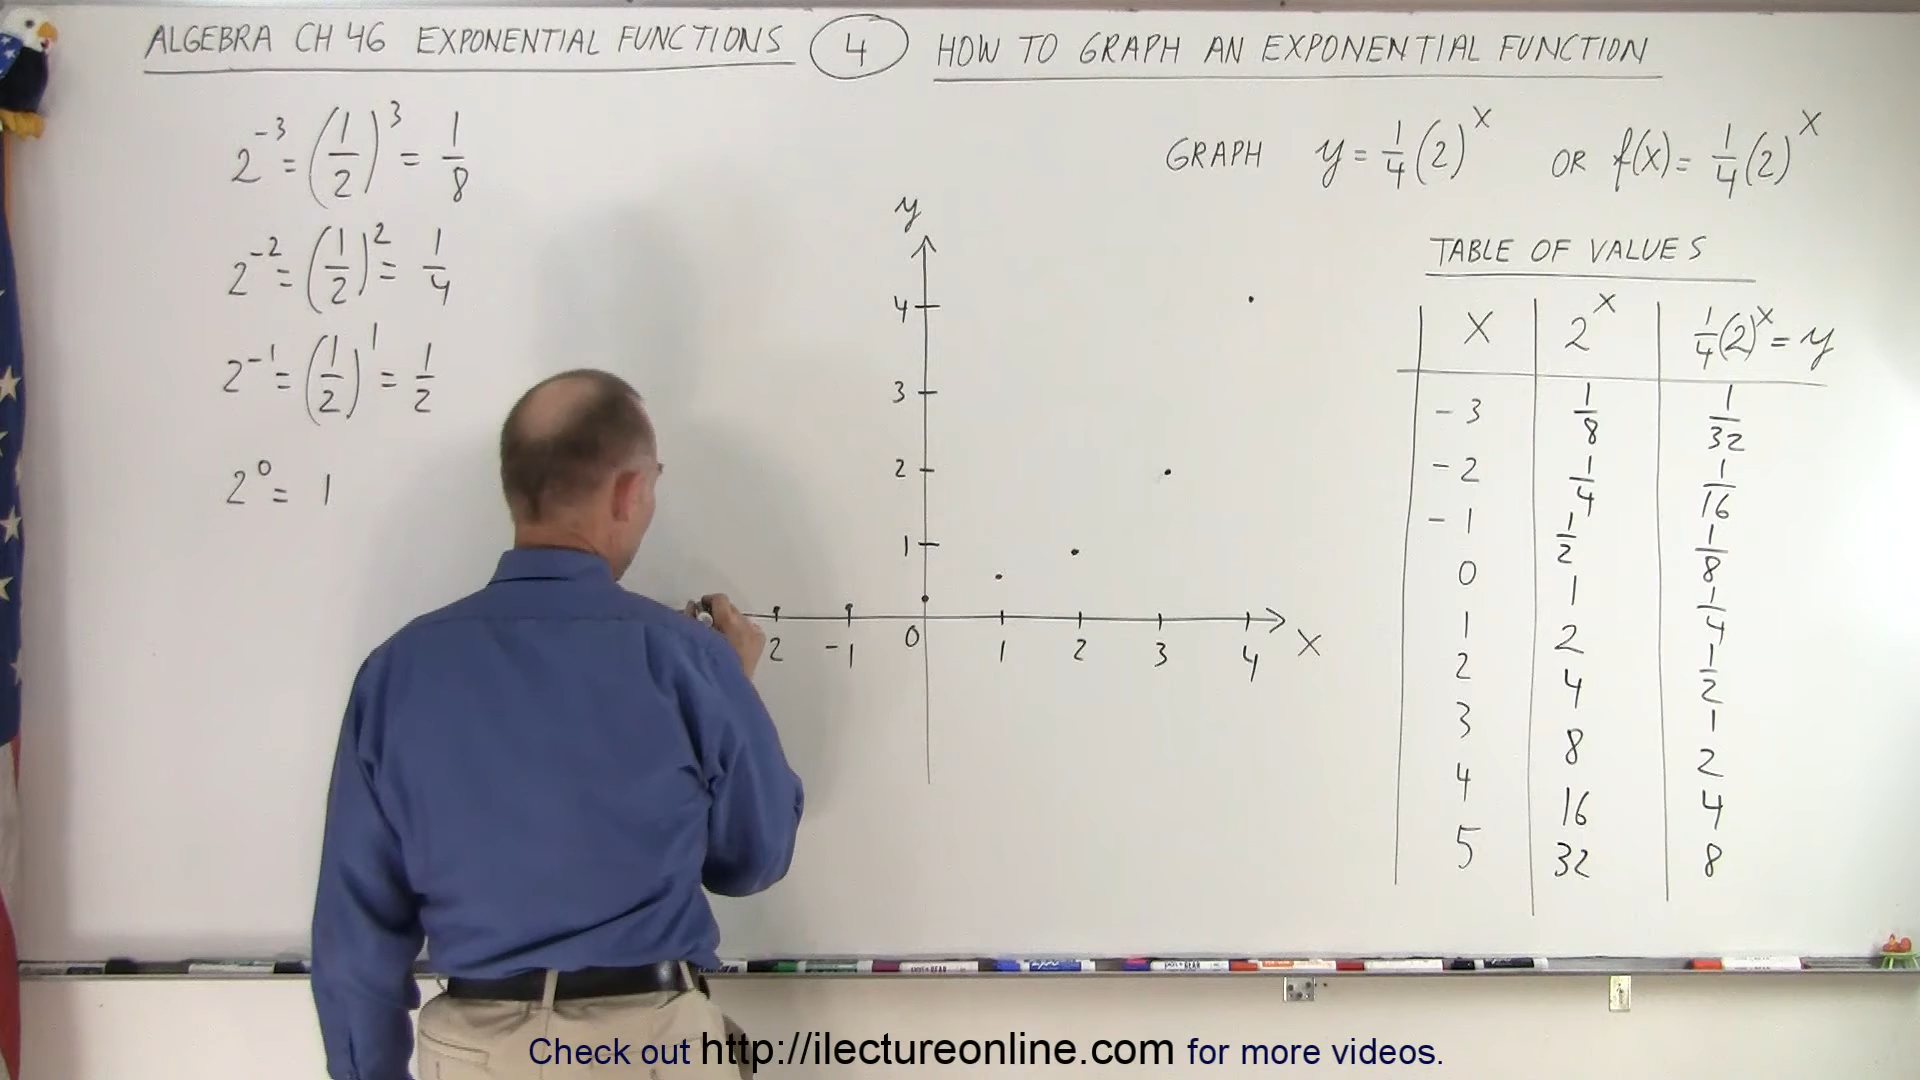 ALGEBRA CH 46 EXPONENTIAL FUNCTIONS 4 HOW TO GRAPH AN EXPONENTIAL FUNCTION
2⁻³ = (1/2)³ = 1/8
2⁻² = (1/2)² = 1/4
2⁻¹ = (1/2)¹ = 1/2
2⁰ = 1
GRAPH y = 1/4(2)ˣ OR f(x) = 1/4(2)ˣ
y
4
3
2
1
2 -1 0 1 2 3 4 X
TABLE OF VALUES
X 2ˣ 1/4(2)ˣ = y
-3 1/8 1/32
-2 1/4 1/16
-1 1/2 1/8
0 1 1/4
1 2 1/2
2 4 1
3 8 2
4 16 4
5 32 8
Check out http://ilectureonline.com for more videos.